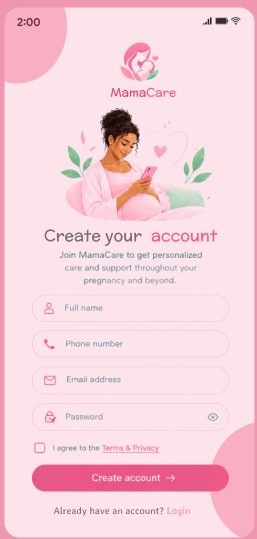 2:00
MamaCare
Create your account
Join MamaCare to get personalized
care and support throughout your
pregnancy and beyond.
Full name
Phone number
Email address
Password
I agree to the Terms & Privacy
Create account →
Already have an account? Login